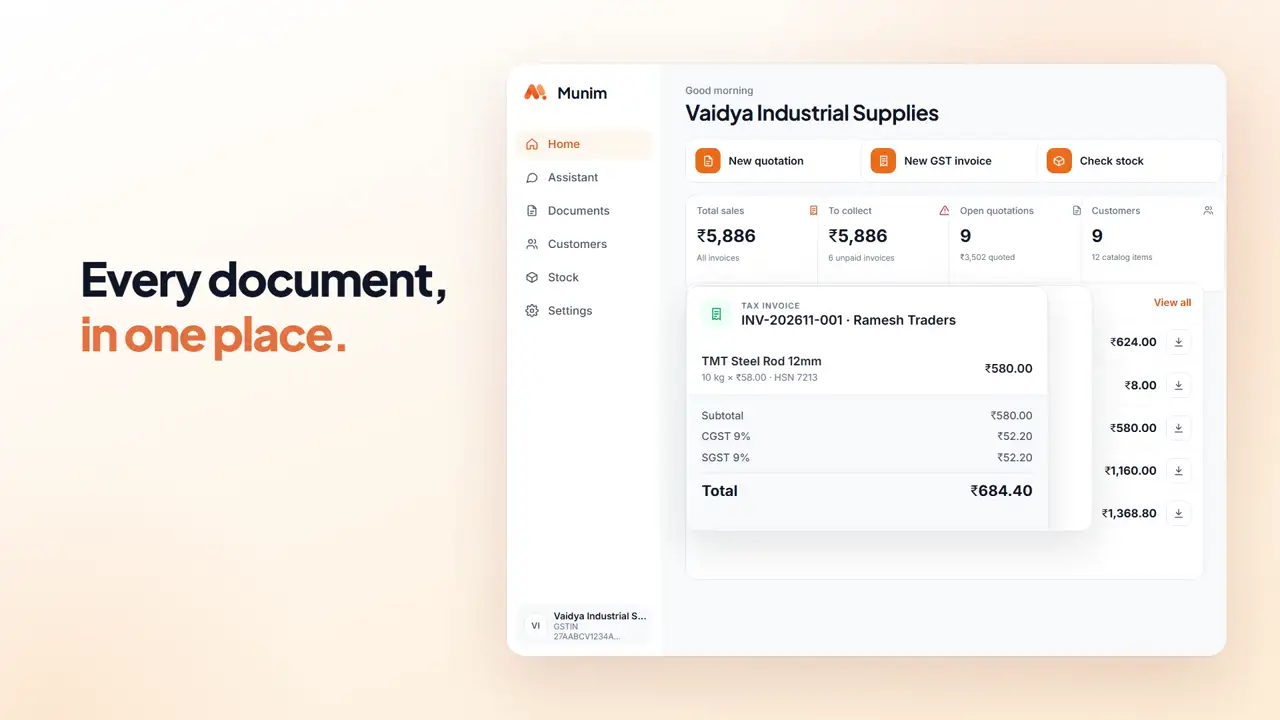 Every document,
in one place.
Munim
Home
Assistant
Documents
Customers
Stock
Settings
VI
Vaidya Industrial S...
GSTIN
27AABCV1234A...
Good morning
Vaidya Industrial Supplies
New quotation
New GST invoice
Check stock
Total sales
₹5,886
All invoices
To collect
₹5,886
6 unpaid invoices
Open quotations
9
₹3,502 quoted
Customers
9
12 catalog items
View all
₹624.00
₹8.00
₹580.00
₹1,160.00
₹1,368.80
TAX INVOICE
INV-202611-001 · Ramesh Traders
TMT Steel Rod 12mm
10 kg × ₹58.00 · HSN 7213
₹580.00
Subtotal ₹580.00
CGST 9% ₹52.20
SGST 9% ₹52.20
Total ₹684.40